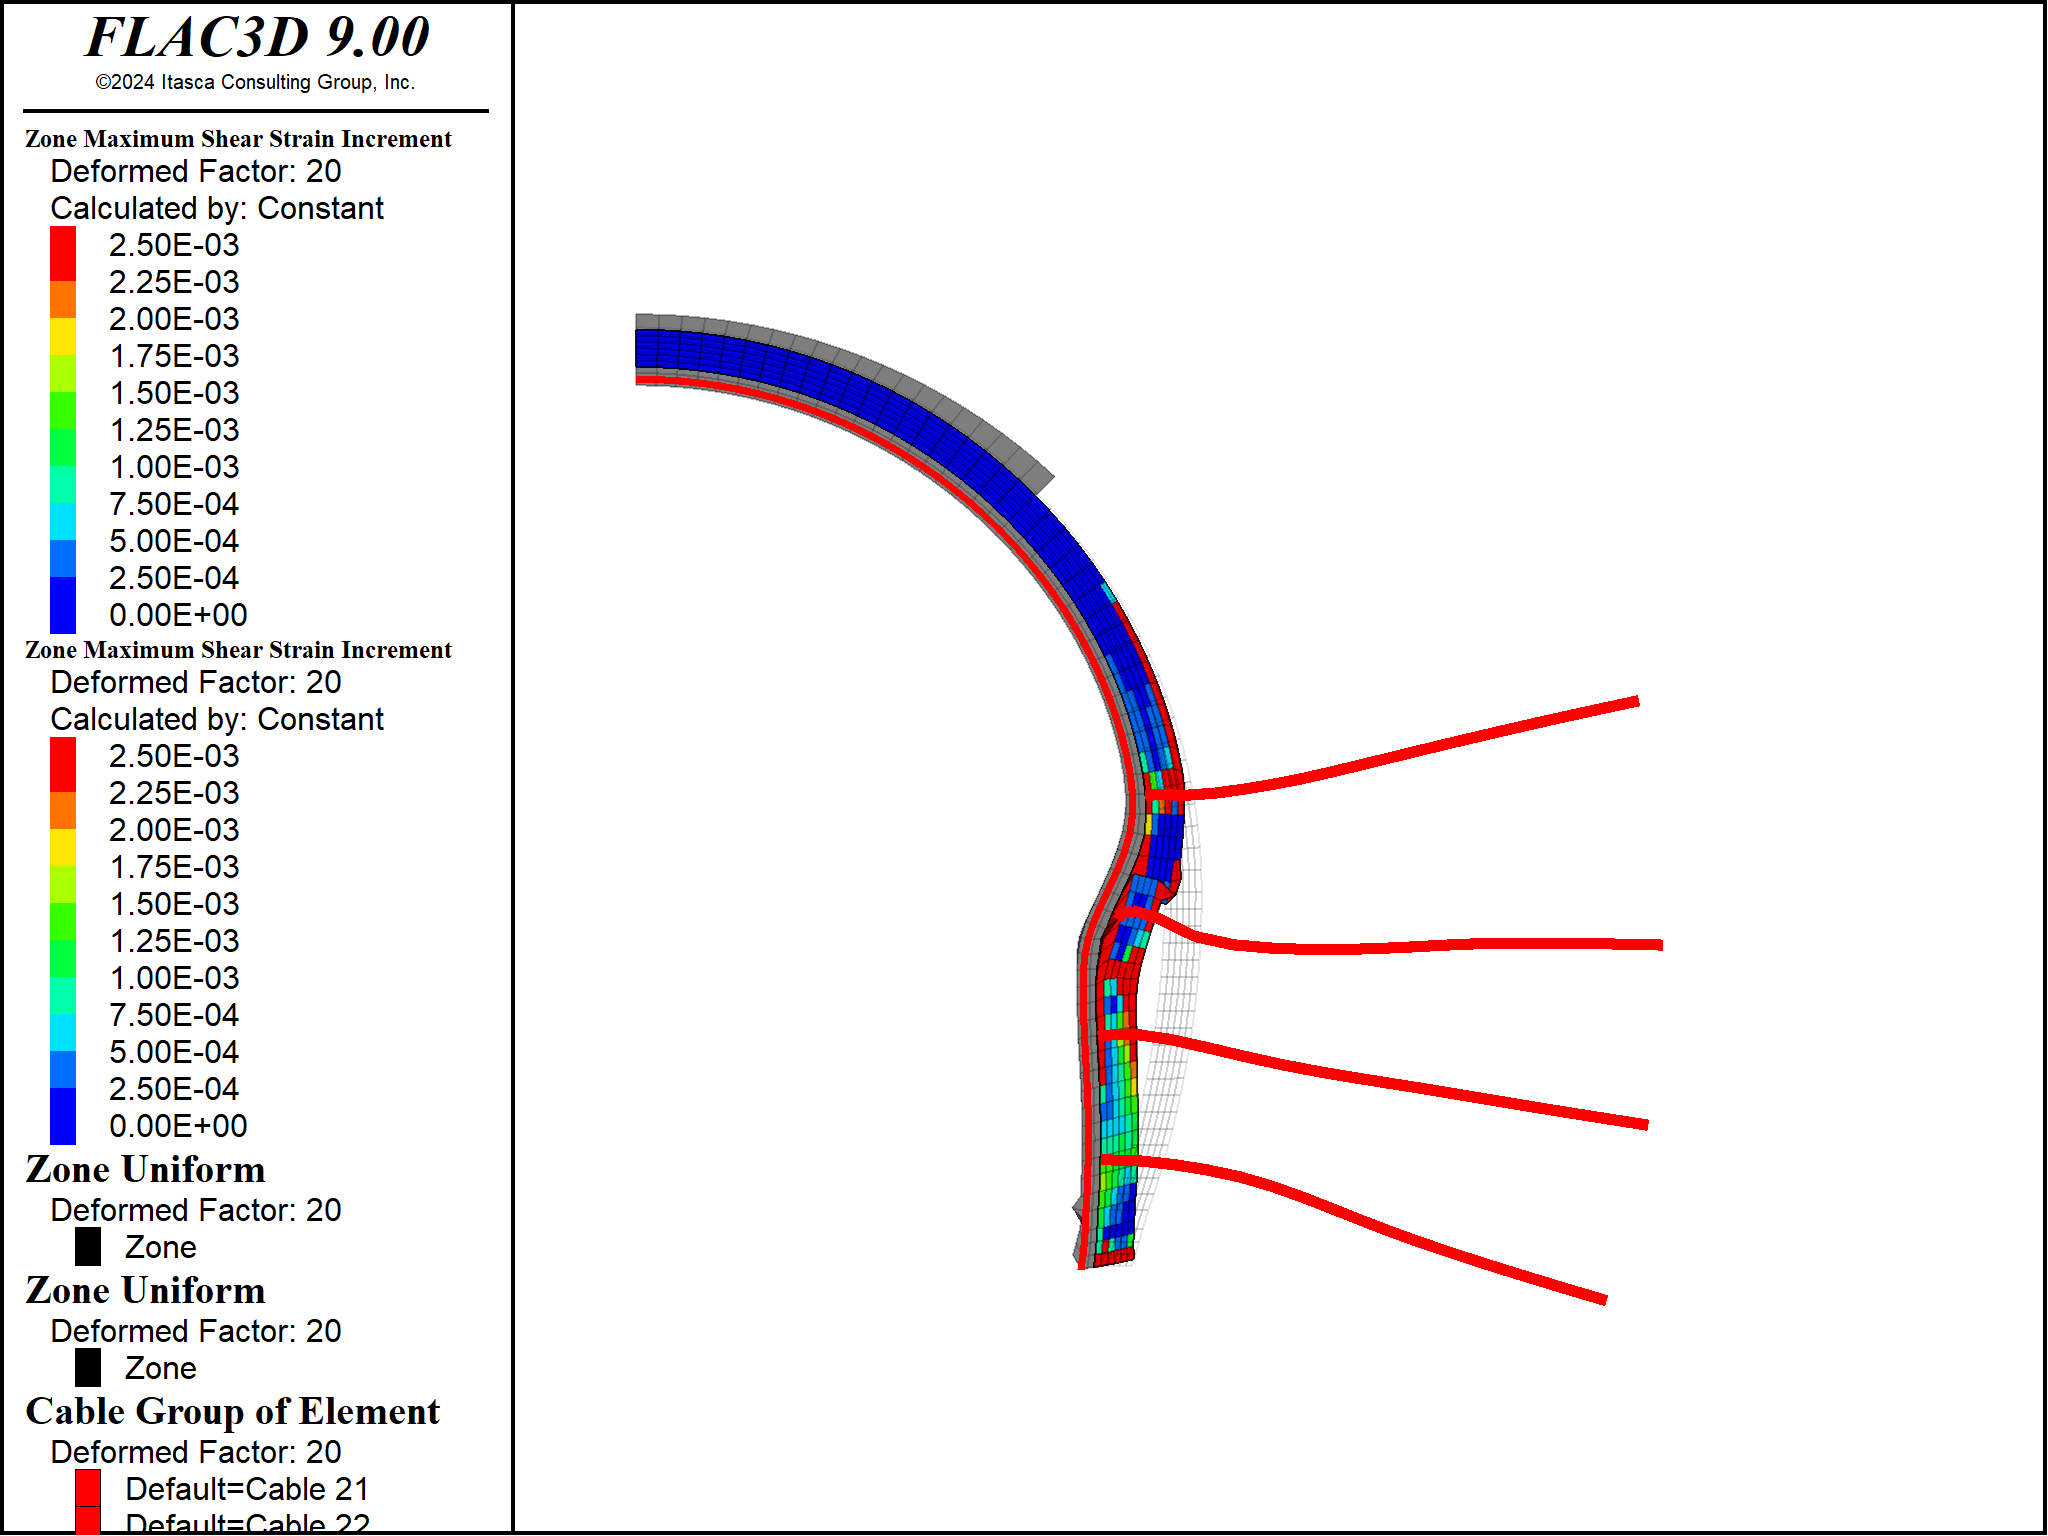 FLAC3D 9.00
©2024 Itasca Consulting Group, Inc.
Zone Maximum Shear Strain Increment
Deformed Factor: 20
Calculated by: Constant
2.50E-03
2.25E-03
2.00E-03
1.75E-03
1.50E-03
1.25E-03
1.00E-03
7.50E-04
5.00E-04
2.50E-04
0.00E+00
Zone Maximum Shear Strain Increment
Deformed Factor: 20
Calculated by: Constant
2.50E-03
2.25E-03
2.00E-03
1.75E-03
1.50E-03
1.25E-03
1.00E-03
7.50E-04
5.00E-04
2.50E-04
0.00E+00
Zone Uniform
Deformed Factor: 20
Zone
Zone Uniform
Deformed Factor: 20
Zone
Cable Group of Element
Deformed Factor: 20
Default=Cable 21
Default=Cable 22